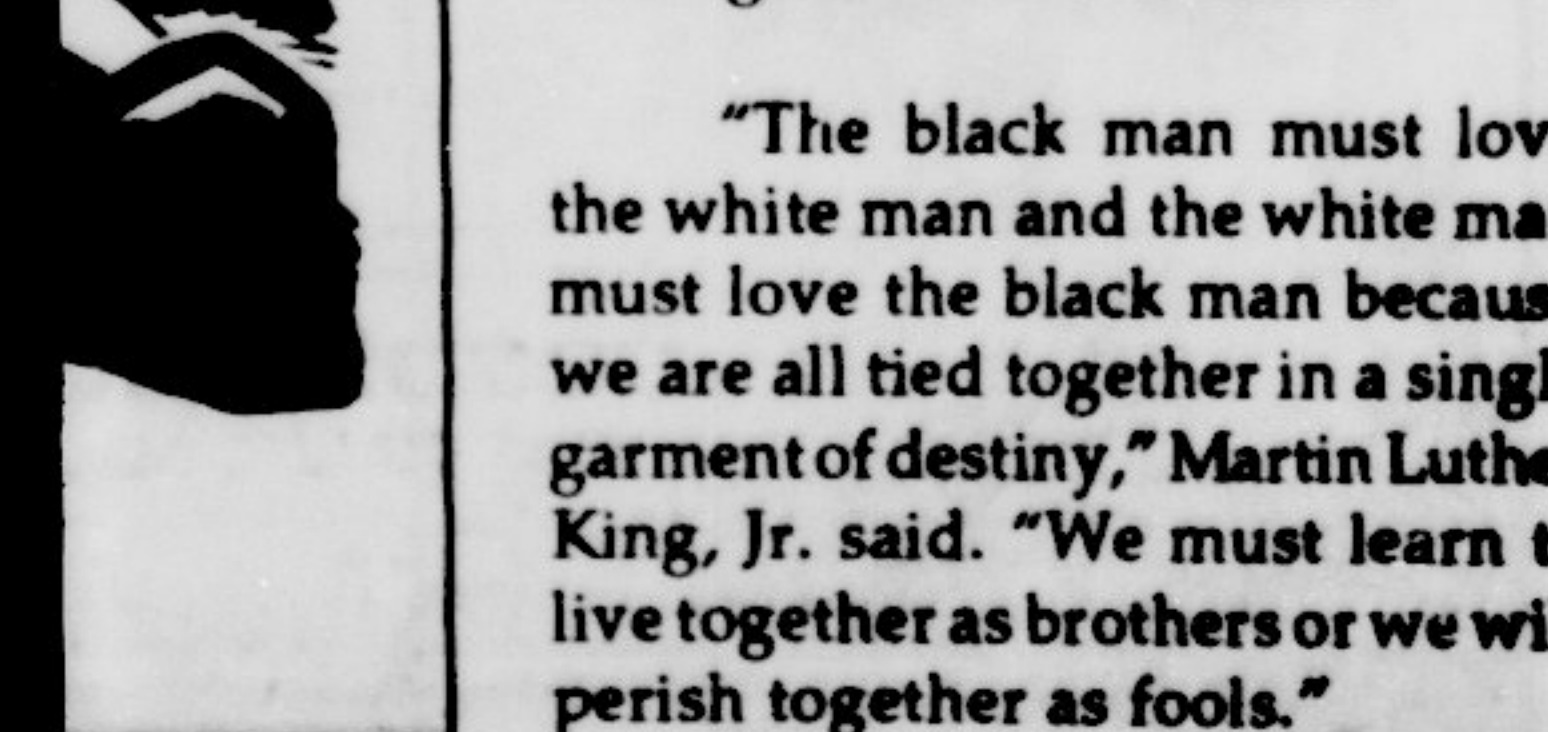 “The black man must lov
the white man and the white ma
must love the black man becaus
we are all tied together in a singl
garment of destiny,” Martin Luthe
King, Jr. said. “We must learn t
live together as brothers or we wi
perish together as fools.”